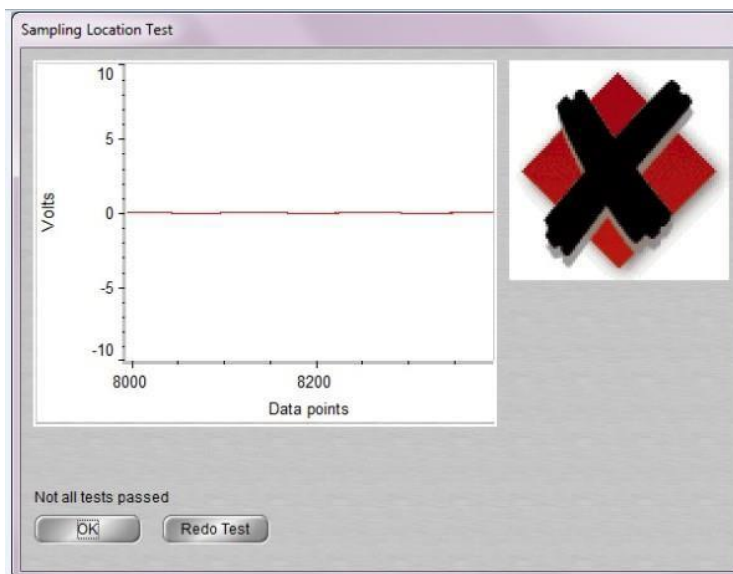 Sampling Location Test
10
5
0
-5
-10
Volts
8000 8200
Data points
Not all tests passed
OK Redo Test